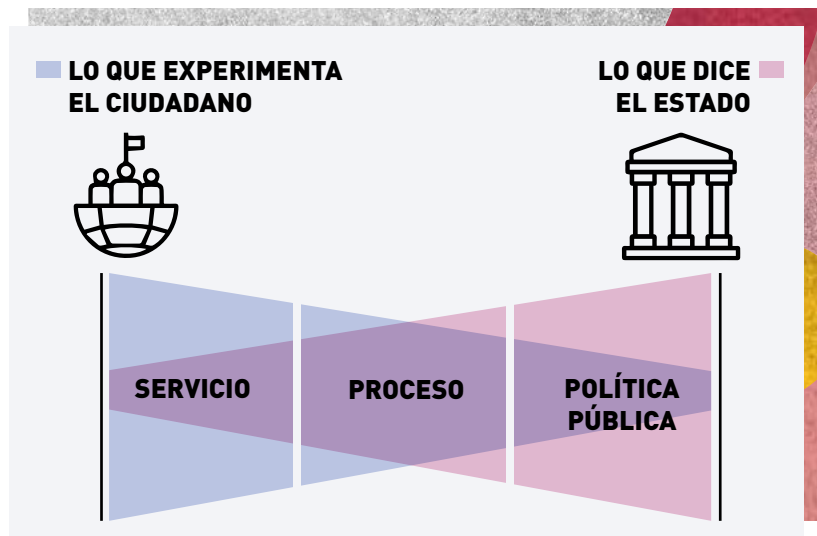 LO QUE EXPERIMENTA
EL CIUDADANO
LO QUE DICE
EL ESTADO
SERVICIO
PROCESO
POLÍTICA
PÚBLICA